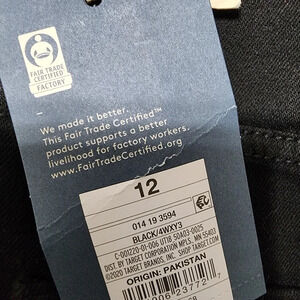 FAIR TRADE
CERTIFIED™
FACTORY
We made it better.
This Fair Trade Certified™
product supports a better
livelihood for factory workers.
www.FairTradeCertified.org
12
014 19 3594
BLACK/4WXY3
DIST. BY TARGET CORPORATION MPLS, MN 55403
©2020 TARGET BRANDS, INC. SHOP TARGET.COM
ORIGIN: PAKISTAN